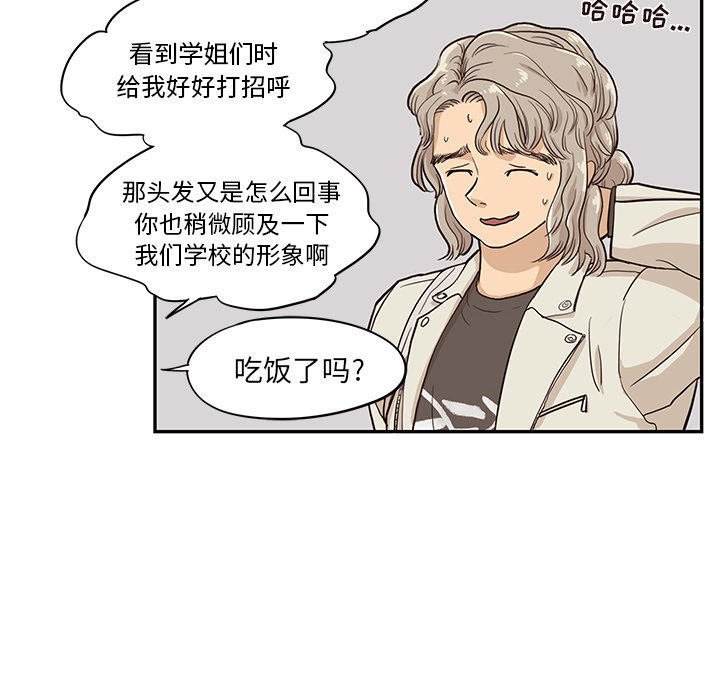 哈哈哈...
看到学姐们时
给我好好打招呼
那头发又是怎么回事
你也稍微顾及一下
我们学校的形象啊
吃饭了吗?